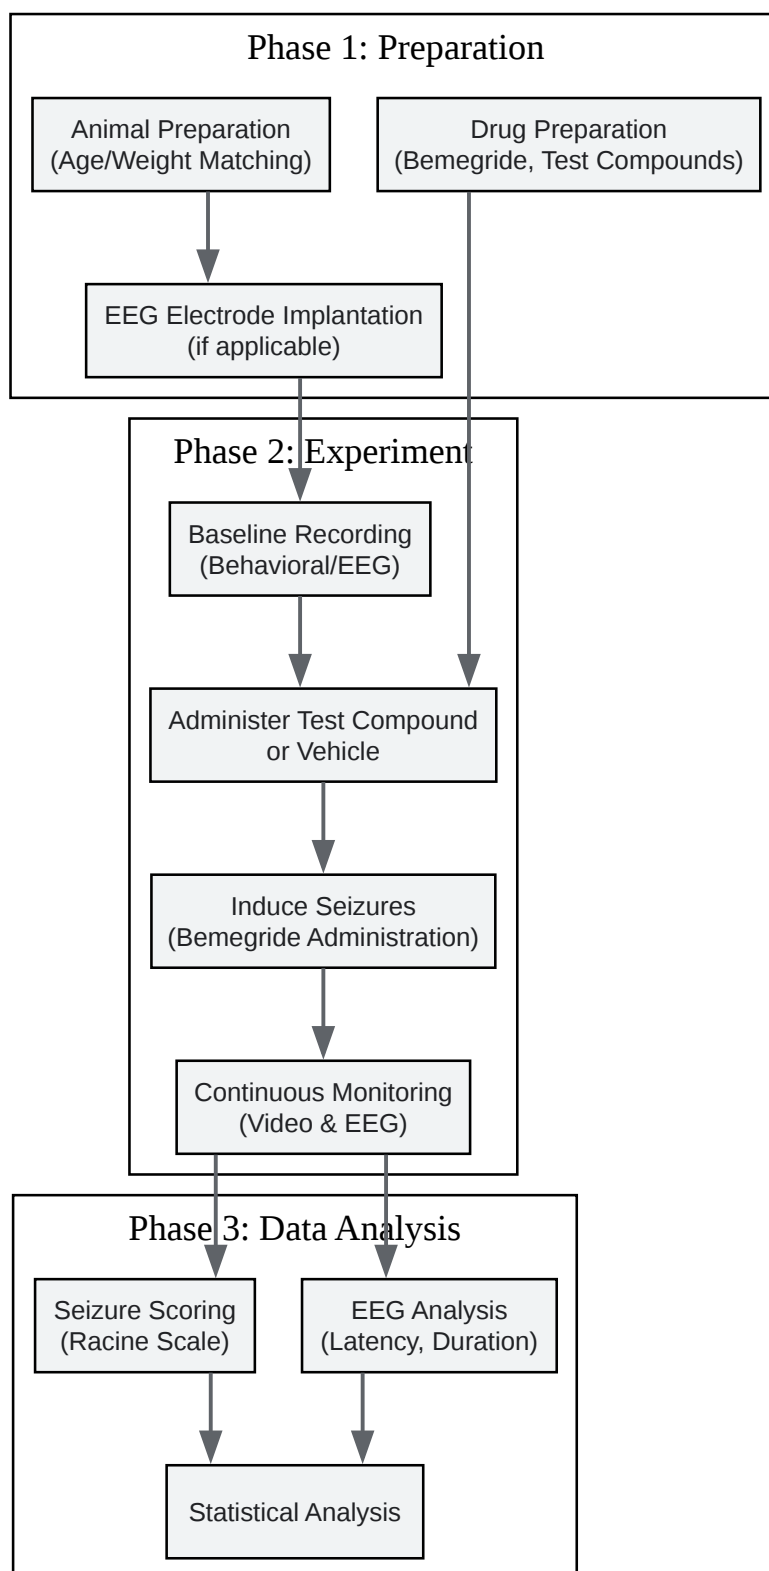 Phase 1: Preparation
Animal Preparation
(Age/Weight Matching)
Drug Preparation
(Bemegride, Test Compounds)
EEG Electrode Implantation
(if applicable)
Phase 2: Experiment
Baseline Recording
(Behavioral/EEG)
Administer Test Compound
or Vehicle
Induce Seizures
(Bemegride Administration)
Continuous Monitoring
(Video & EEG)
Phase 3: Data Analysis
Seizure Scoring
(Racine Scale)
EEG Analysis
(Latency, Duration)
Statistical Analysis